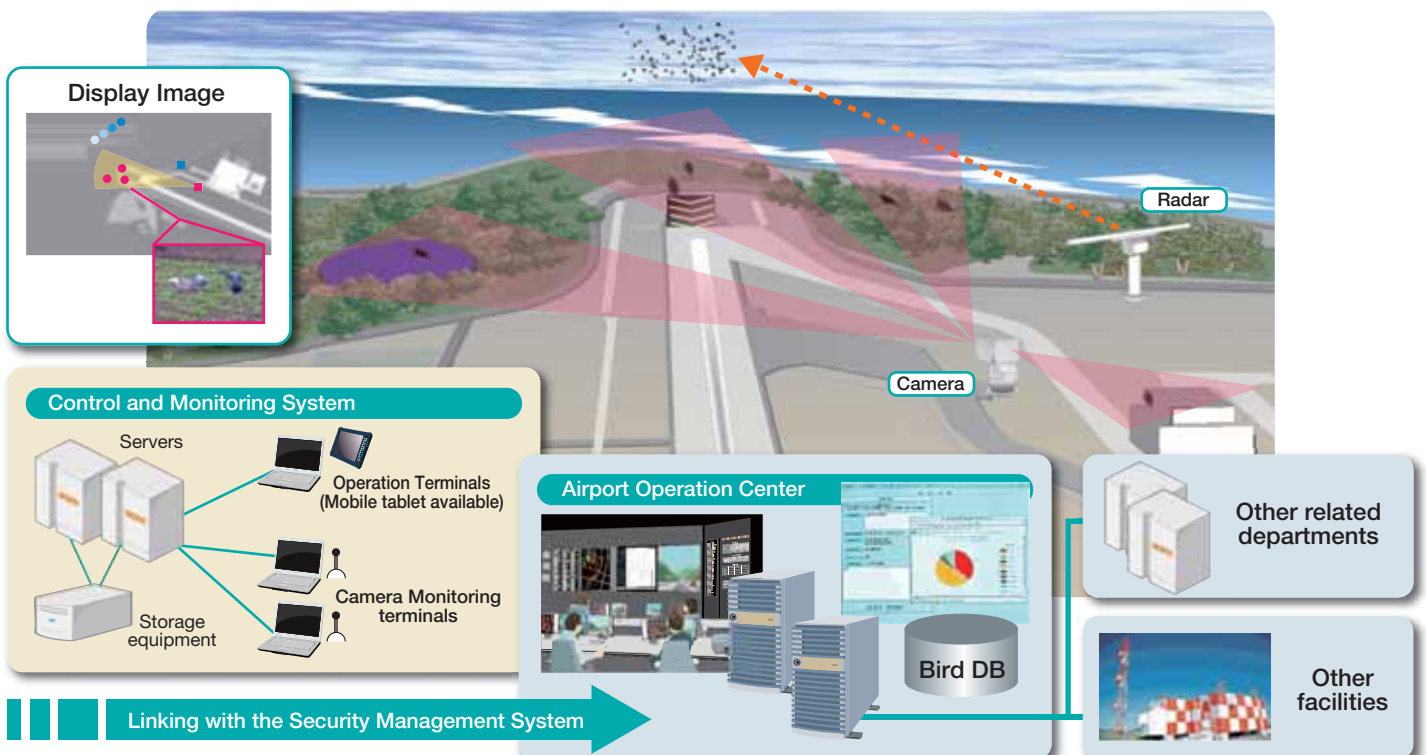 Display Image
Radar
Camera
Control and Monitoring System
Servers
Operation Terminals
(Mobile tablet available)
Camera Monitoring
terminals
Storage
equipment
Airport Operation Center
Bird DB
Other related
departments
Other
facilities
Linking with the Security Management System